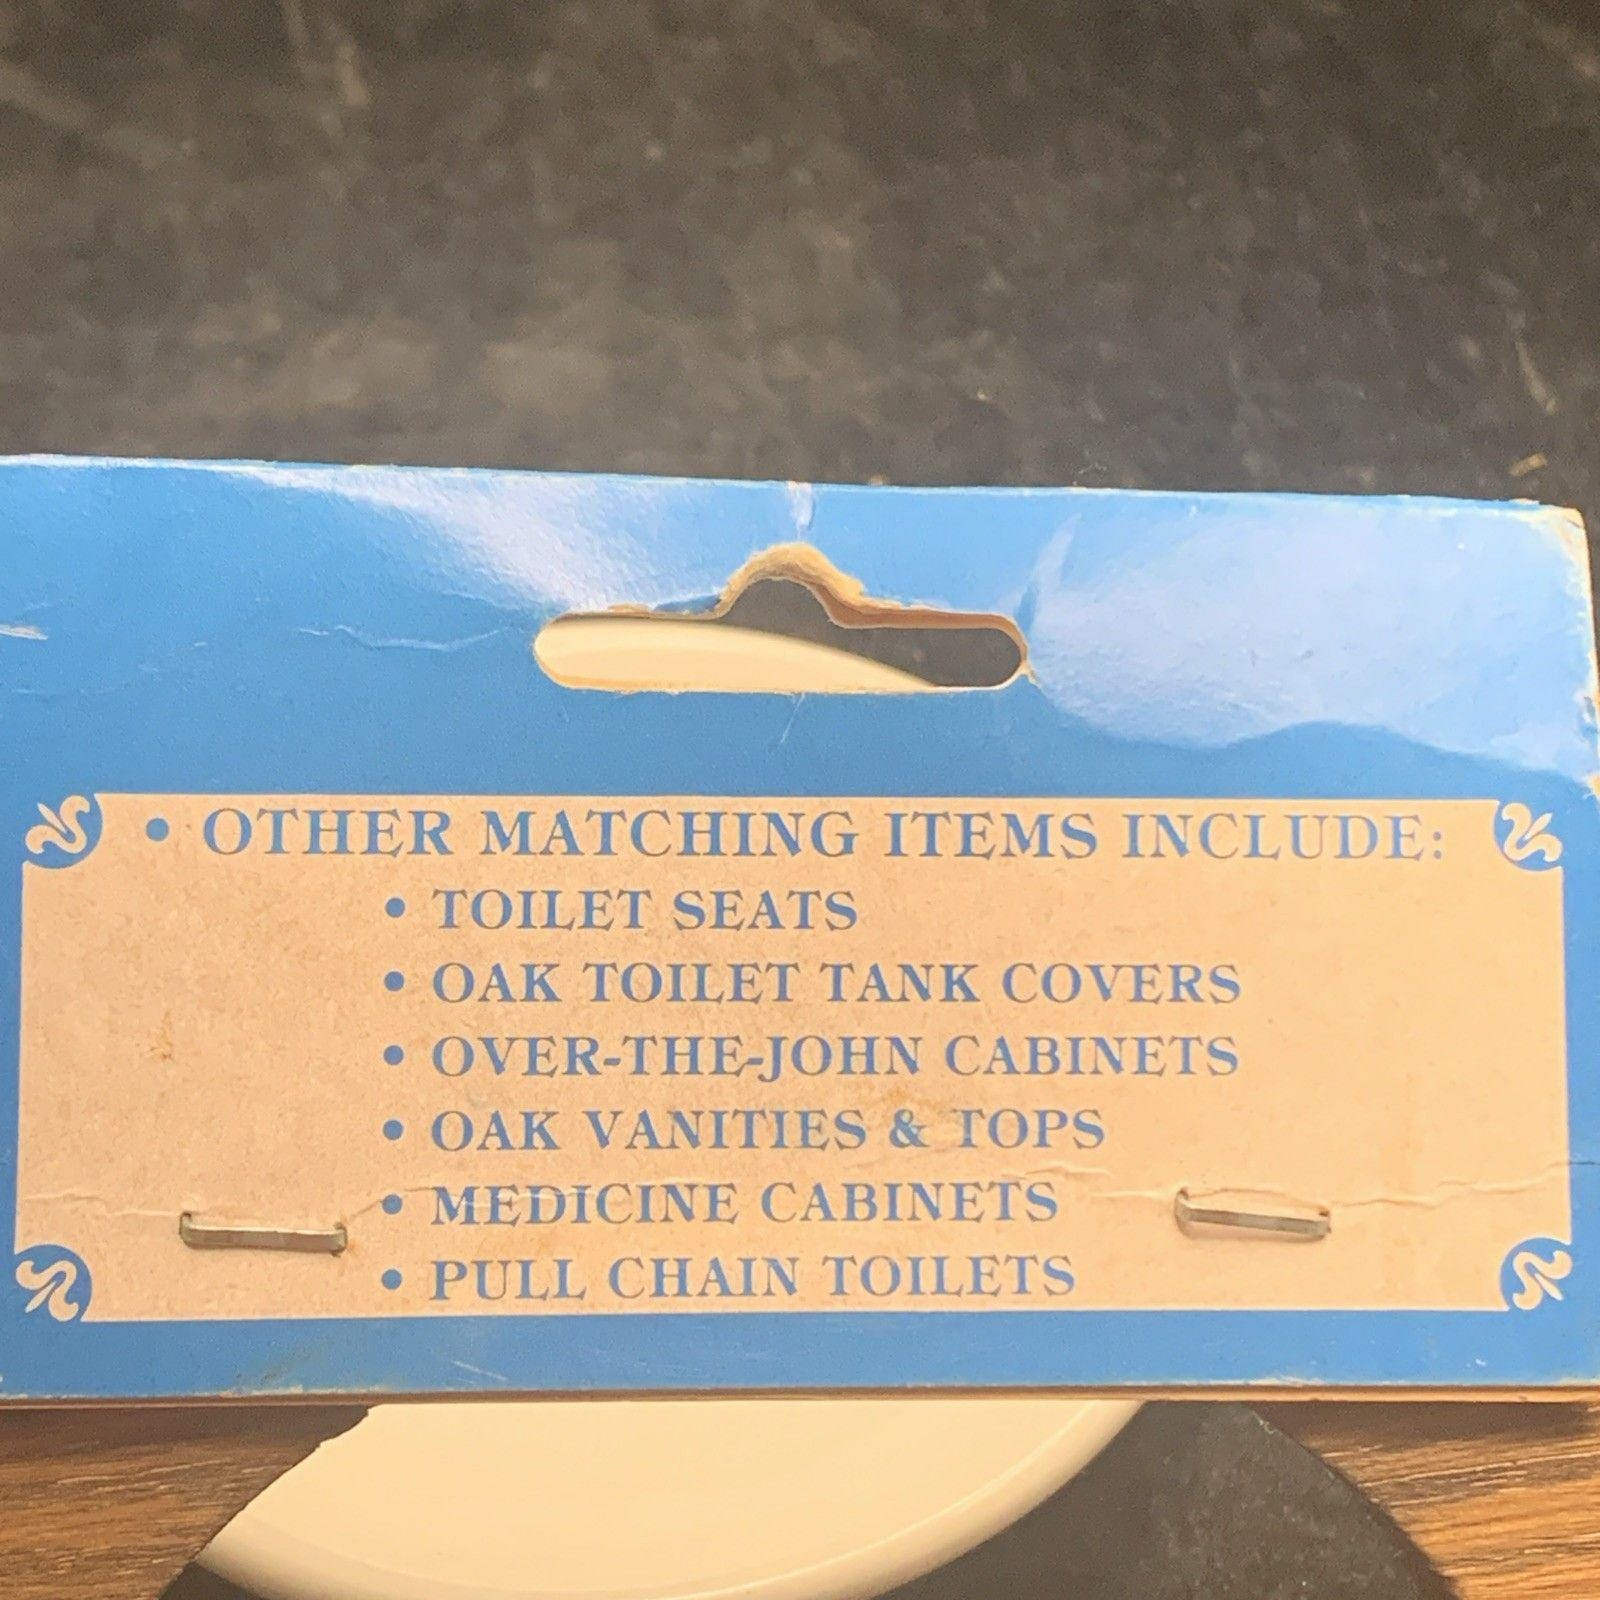 • OTHER MATCHING ITEMS INCLUDE:
• TOILET SEATS
• OAK TOILET TANK COVERS
• OVER-THE-JOHN CABINETS
• OAK VANITIES & TOPS
• MEDICINE CABINETS
• PULL CHAIN TOILETS